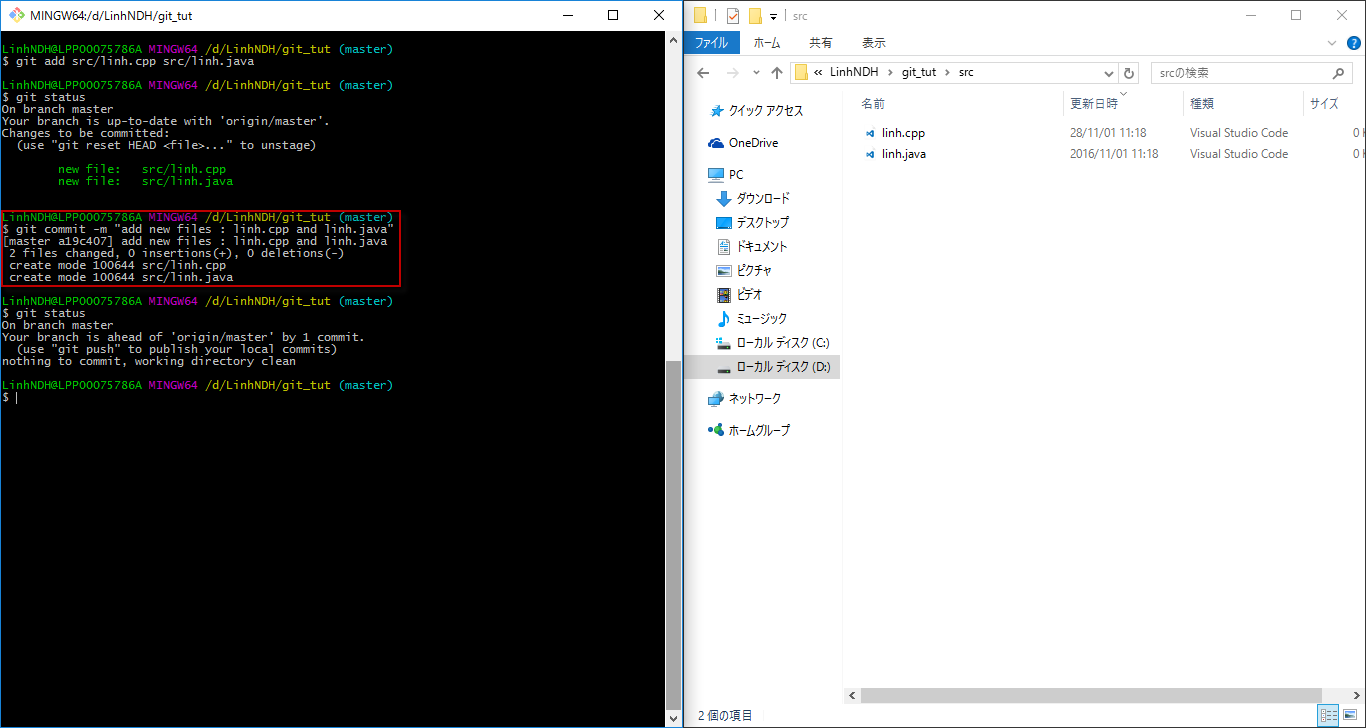 MINGW64:/d/LinhNDH/git_tut
LinhNDH@LPP00075786A MINGW64 /d/LinhNDH/git_tut (master)
$ git add src/linh.cpp src/linh.java
LinhNDH@LPP00075786A MINGW64 /d/LinhNDH/git_tut (master)
$ git status
On branch master
Your branch is up-to-date with 'origin/master'.
Changes to be committed:
(use "git reset HEAD <file>..." to unstage)
new file: src/linh.cpp
new file: src/linh.java
LinhNDH@LPP00075786A MINGW64 /d/LinhNDH/git_tut (master)
$ git commit -m "add new files : linh.cpp and linh.java"
[master a19c407] add new files : linh.cpp and linh.java
2 files changed, 0 insertions(+), 0 deletions(-)
create mode 100644 src/linh.cpp
create mode 100644 src/linh.java
LinhNDH@LPP00075786A MINGW64 /d/LinhNDH/git_tut (master)
$ git status
On branch master
Your branch is ahead of 'origin/master' by 1 commit.
(use "git push" to publish your local commits)
nothing to commit, working directory clean
LinhNDH@LPP00075786A MINGW64 /d/LinhNDH/git_tut (master)
$
src
ファイル ホーム 共有 表示
« LinhNDH › git_tut › src
srcの検索
クイック アクセス
OneDrive
PC
ダウンロード
デスクトップ
ドキュメント
ピクチャ
ビデオ
ミュージック
ローカル ディスク (C:)
ローカル ディスク (D:)
ネットワーク
ホームグループ
名前 更新日時 種類 サイズ
linh.cpp 28/11/01 11:18 Visual Studio Code 0
linh.java 2016/11/01 11:18 Visual Studio Code 0
2 個の項目